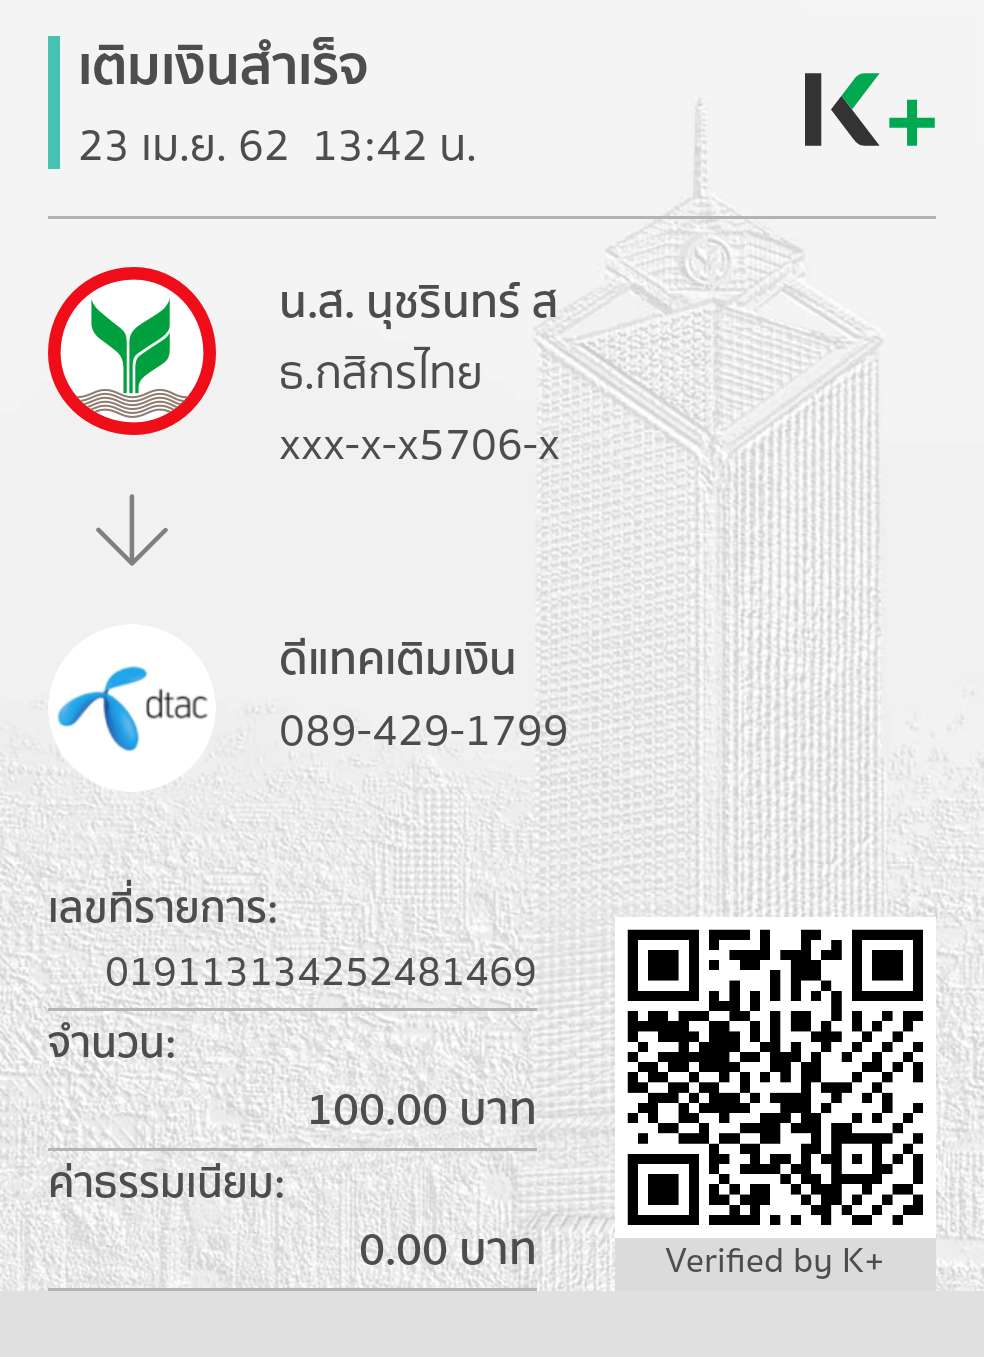 เติมเงินสำเร็จ
23 เม.ย. 62  13:42 น.
K+
น.ส. นุชรินทร์ ส
ธ.กสิกรไทย
xxx-x-x5706-x
dtac
ดีแทคเติมเงิน
089-429-1799
เลขที่รายการ:
019113134252481469
จำนวน:
100.00 บาท
ค่าธรรมเนียม:
0.00 บาท
Verified by K+